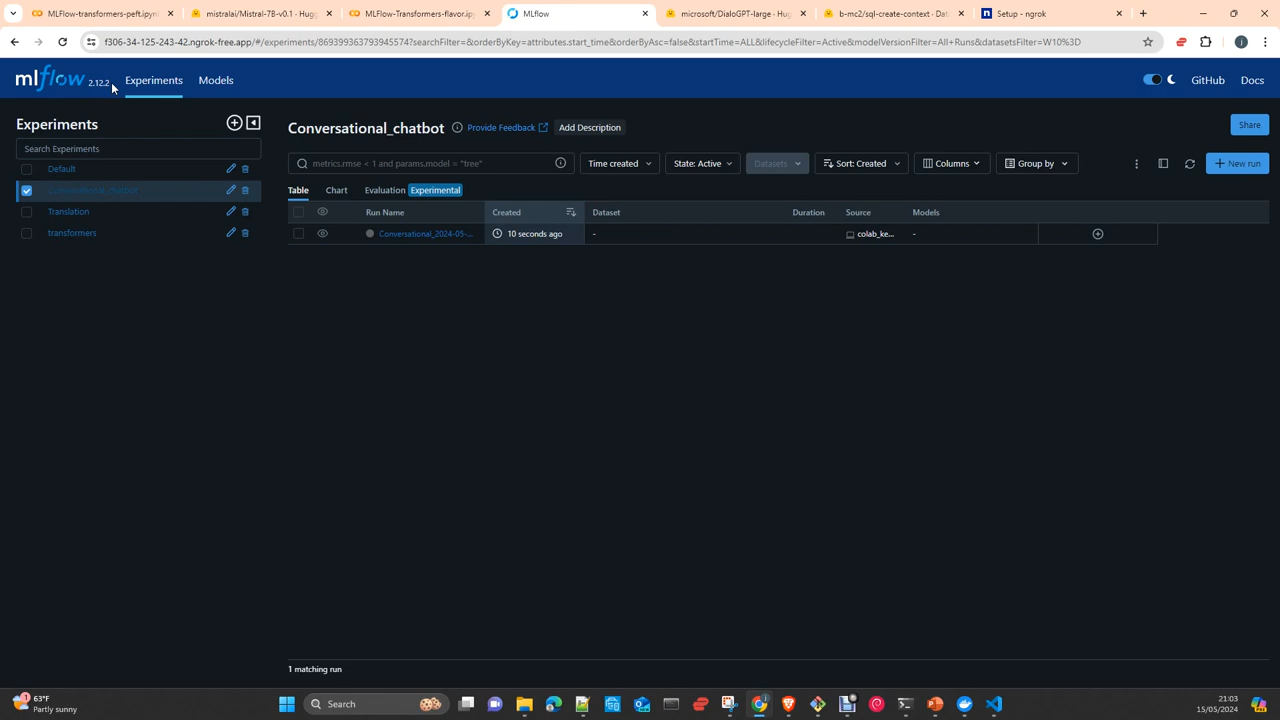 MLFlow-transformers-peft.ipyn
mistralai/Mistral-7B-v0.1 · Hugg
MLFlow-Transformers-flavor.ipy
MLflow
microsoft/DialoGPT-large · Hug
b-mc2/sql-create-context · Da
Setup - ngrok
f306-34-125-243-42.ngrok-free.app/#/experiments/869399363793945574?searchFilter=&orderByKey=attributes.start_time&orderByAsc=false&startTime=ALL&lifecycleFilter=Active&modelVersionFilter=All+Runs&datasetsFilter=W10%3D
mlflow 2.12.2 Experiments Models GitHub Docs
Experiments
Search Experiments
Default
Conversational_chatbot
Translation
transformers
Conversational_chatbot Provide Feedback Add Description Share
metrics.rmse < 1 and params.model = "tree" Time created State: Active Datasets Sort: Created Columns Group by New run
Table Chart Evaluation Experimental
Run Name Created Dataset Duration Source Models
Conversational_2024-05-... 10 seconds ago - colab_ke... -
1 matching run
1
63°F
Partly sunny
Search
21:03
15/05/2024